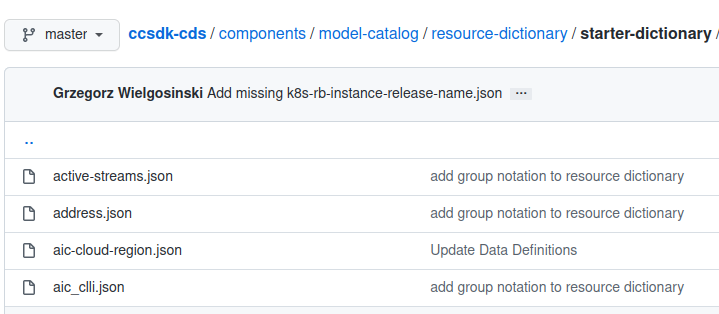 master ccsdk-cds / components / model-catalog / resource-dictionary / starter-dictionary /
Grzegorz Wielgosinski Add missing k8s-rb-instance-release-name.json ...
..
active-streams.json add group notation to resource dictionary
address.json add group notation to resource dictionary
aic-cloud-region.json Update Data Definitions
aic_clli.json add group notation to resource dictionary